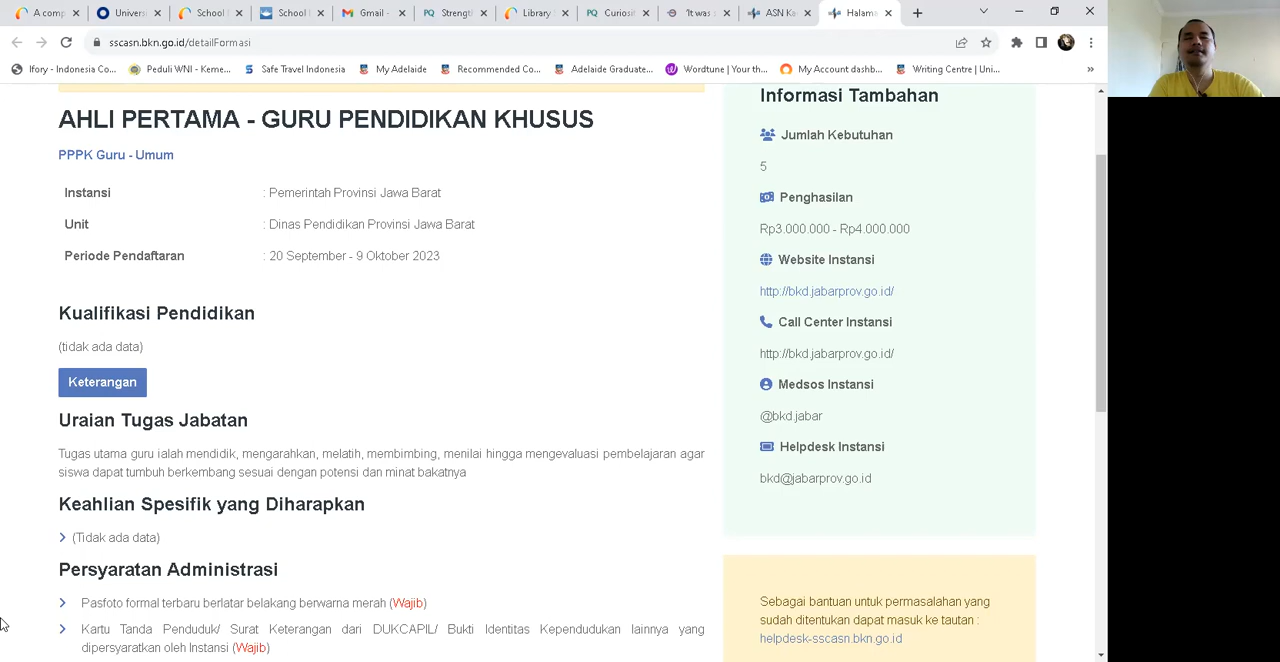 A comp
Univers
School
School
Gmail -
Strengt
Library
Curiosit
'It was
ASN Ka
Halama
sscasn.bkn.go.id/detailFormasi
Ifory - Indonesia Co...
Peduli WNI - Keme...
Safe Travel Indonesia
My Adelaide
Recommended Co...
Adelaide Graduate...
Wordtune | Your th...
My Account dashb...
Writing Centre | Uni...
»
AHLI PERTAMA - GURU PENDIDIKAN KHUSUS
PPPK Guru - Umum
Instansi : Pemerintah Provinsi Jawa Barat
Unit : Dinas Pendidikan Provinsi Jawa Barat
Periode Pendaftaran : 20 September - 9 Oktober 2023
Kualifikasi Pendidikan
(tidak ada data)
Keterangan
Uraian Tugas Jabatan
Tugas utama guru ialah mendidik, mengarahkan, melatih, membimbing, menilai hingga mengevaluasi pembelajaran agar
siswa dapat tumbuh berkembang sesuai dengan potensi dan minat bakatnya
Keahlian Spesifik yang Diharapkan
(Tidak ada data)
Persyaratan Administrasi
Pasfoto formal terbaru berlatar belakang berwarna merah (Wajib)
Kartu Tanda Penduduk/ Surat Keterangan dari DUKCAPIL/ Bukti Identitas Kependudukan lainnya yang
dipersyaratkan oleh Instansi (Wajib)
Informasi Tambahan
Jumlah Kebutuhan
5
Penghasilan
Rp3.000.000 - Rp4.000.000
Website Instansi
http://bkd.jabarprov.go.id/
Call Center Instansi
http://bkd.jabarprov.go.id/
Medsos Instansi
@bkd.jabar
Helpdesk Instansi
bkd@jabarprov.go.id
Sebagai bantuan untuk permasalahan yang
sudah ditentukan dapat masuk ke tautan :
helpdesk-sscasn.bkn.go.id